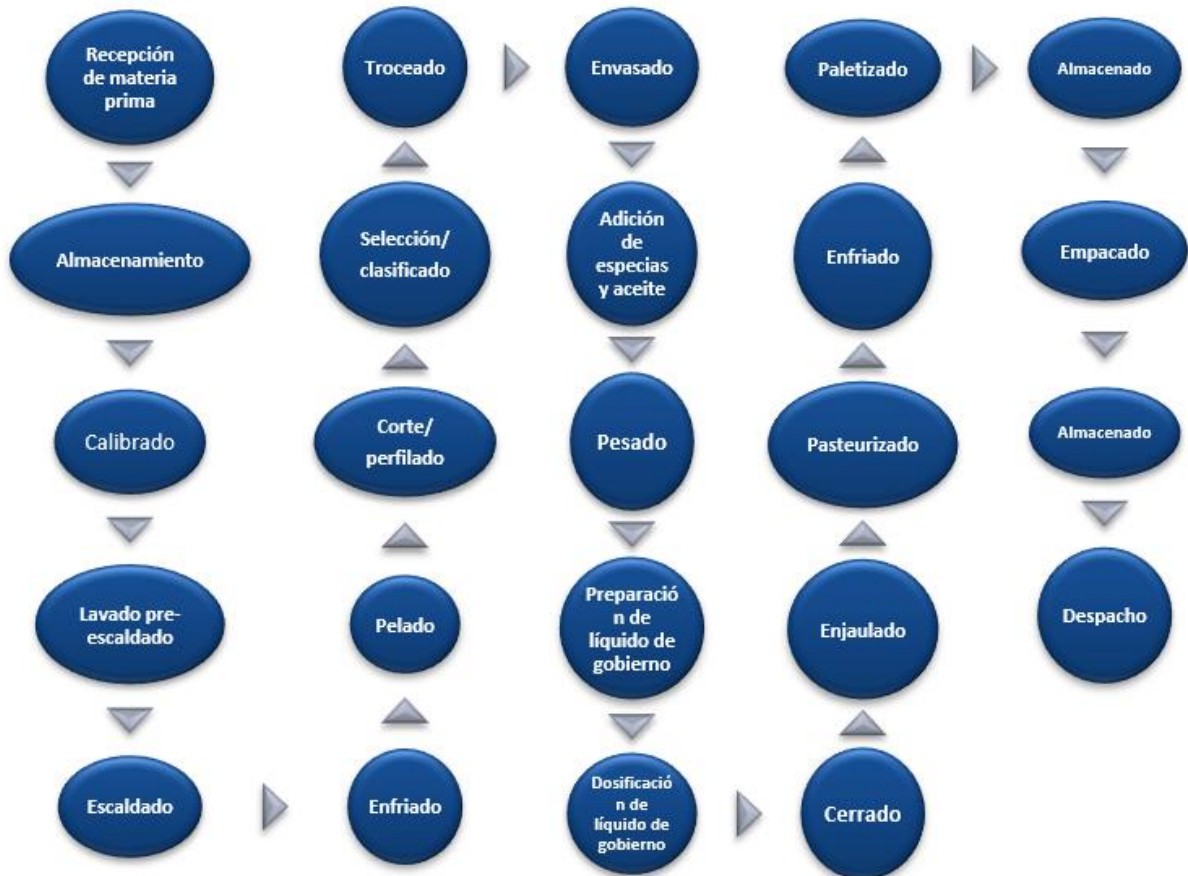 Recepción
de materia
prima
Almacenamiento
Calibrado
Lavado pre-
escaldado
Escaldado
Enfriado
Pelado
Corte/
perfilado
Selección/
clasificado
Troceado
Envasado
Adición
de
especias
y aceite
Pesado
Preparació
n de
líquido de
gobierno
Dosificació
n de
líquido de
gobierno
Cerrado
Enjaulado
Pasteurizado
Enfriado
Paletizado
Almacenado
Empacado
Almacenado
Despacho